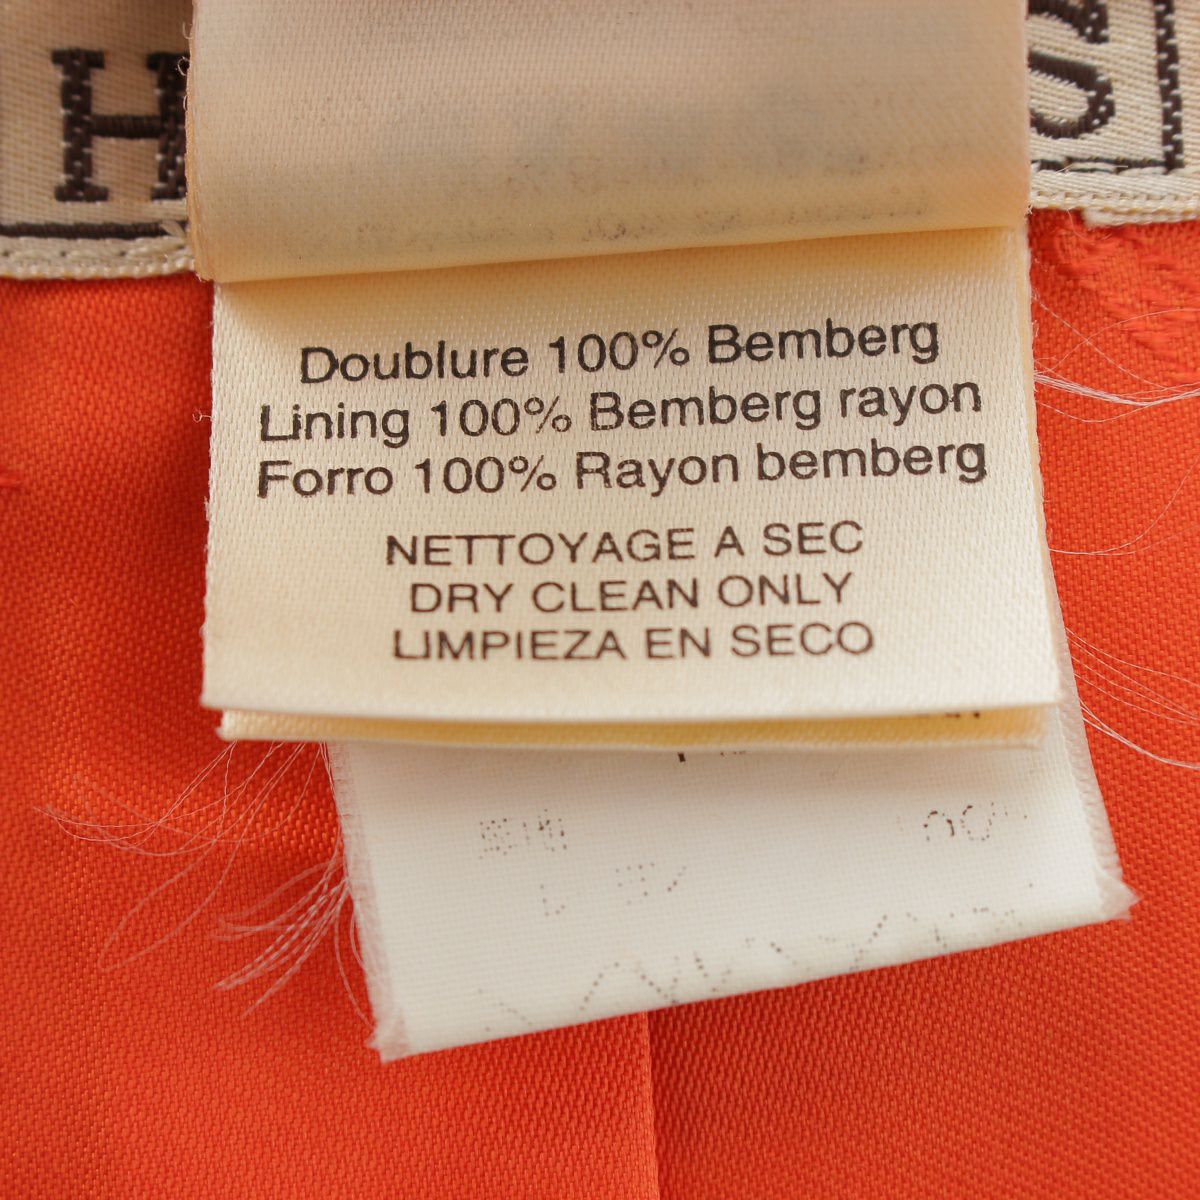 H S
Doublure 100% Bemberg
Lining 100% Bemberg rayon
Forro 100% Rayon bemberg
NETTOYAGE A SEC
DRY CLEAN ONLY
LIMPIEZA EN SECO